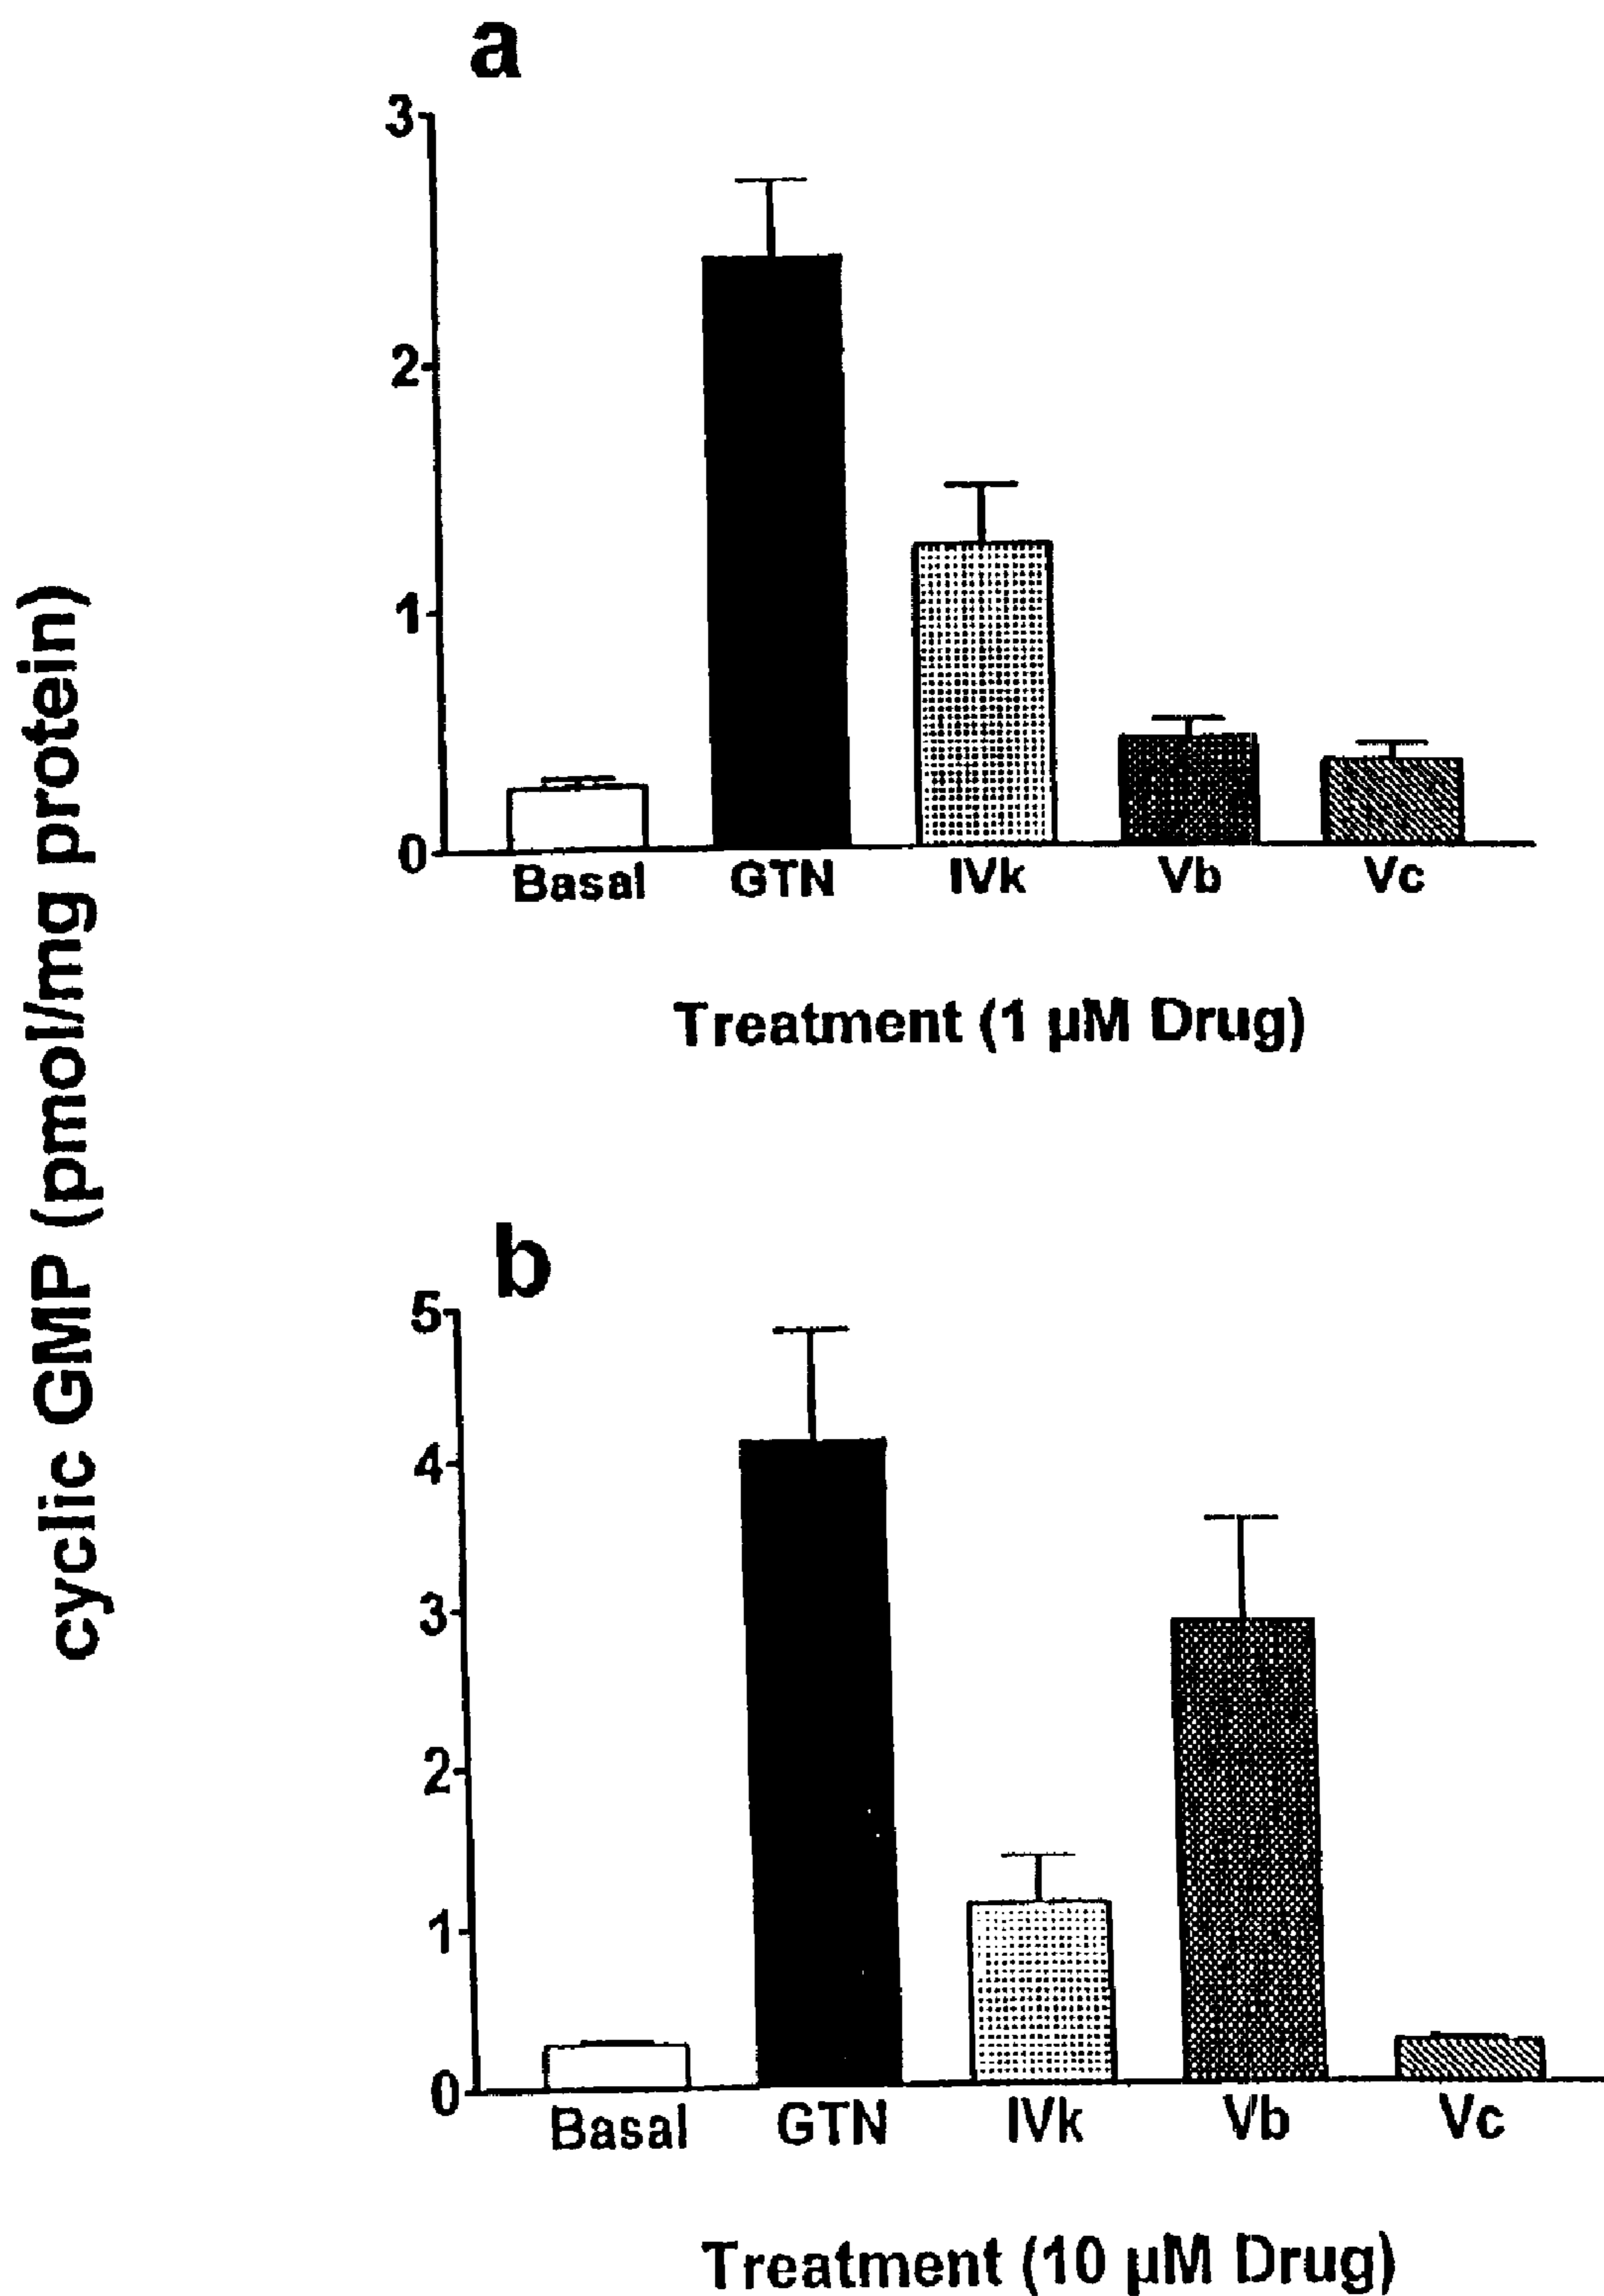 a
3
2
1
0
Basal GTN IVk Vb Vc
Treatment (1 µM Drug)
cyclic GMP (pmol/mg protein)
b
5
4
3
2
1
0
Basal GTN IVk Vb Vc
Treatment (10 µM Drug)